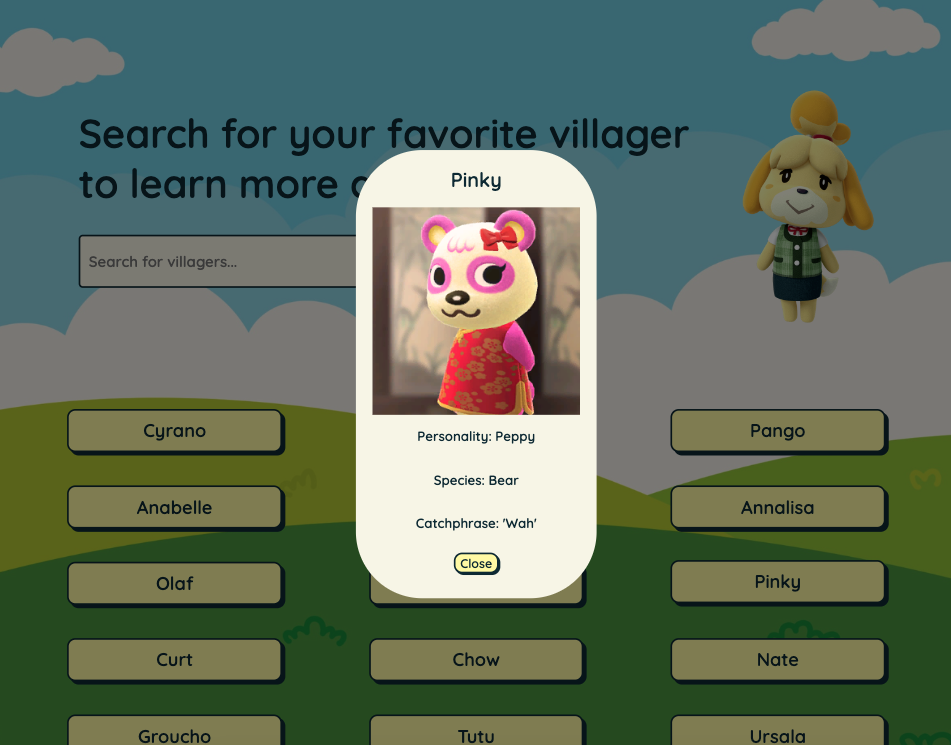 Search for your favorite villager
to learn more
Pinky
Search for villagers...
Personality: Peppy
Species: Bear
Catchphrase: 'Wah'
Close
Cyrano
Pango
Anabelle
Annalisa
Olaf
Pinky
Curt
Chow
Nate
Groucho
Tutu
Ursala